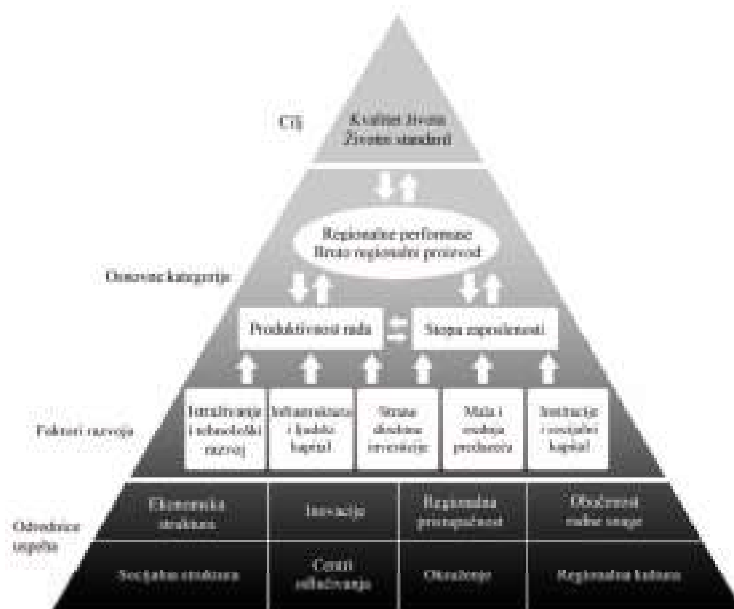 Cilj
Kvalitet života
Životni standard
Regionalne performanse
Bruto regionalni proizvod
Osnovne kategorije
Produktivnost rada
Stopa zaposlenosti
Faktori razvoja
Istraživanje
i tehnološki
razvoj
Infrastruktura
i ljudski
kapital
Strane
direktne
investicije
Mala i
srednja
preduzeća
Institucije
i socijalni
kapital
Odrednice
uspeha
Ekonomska
struktura
Inovacije
Regionalna
pristupačnost
Obučenost
radne snage
Socijalna struktura
Centri
odlučivanja
Okruženje
Regionalna kultura